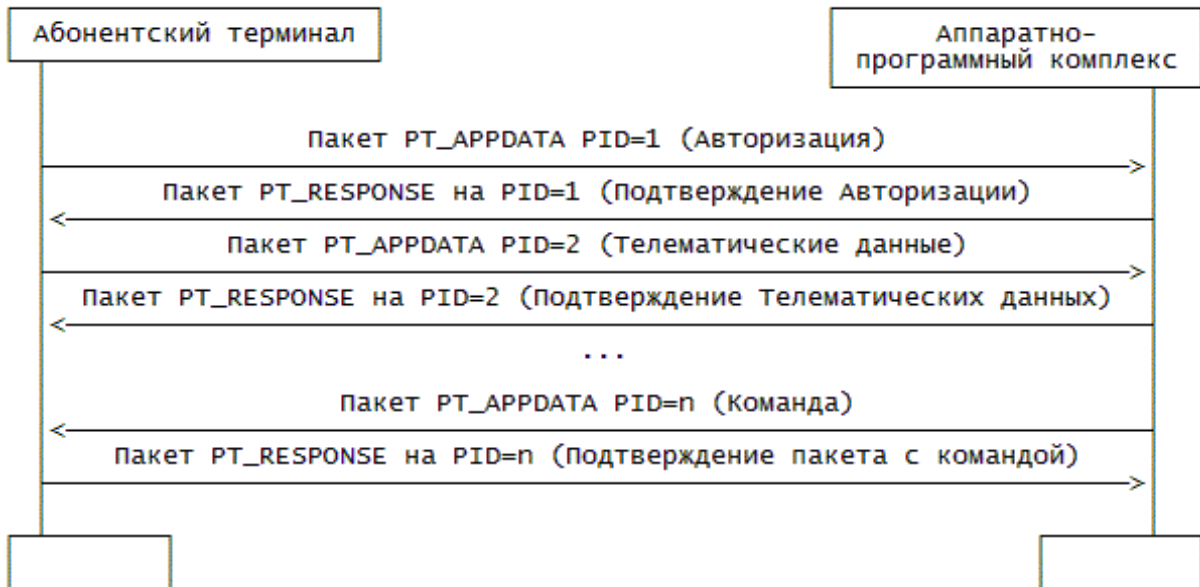 Абонентский терминал
Аппаратно-
программный комплекс
Пакет PT_APPDATA PID=1 (Авторизация)
Пакет PT_RESPONSE на PID=1 (Подтверждение Авторизации)
Пакет PT_APPDATA PID=2 (Телематические данные)
Пакет PT_RESPONSE на PID=2 (Подтверждение Телематических данных)
...
Пакет PT_APPDATA PID=n (Команда)
Пакет PT_RESPONSE на PID=n (Подтверждение пакета с командой)